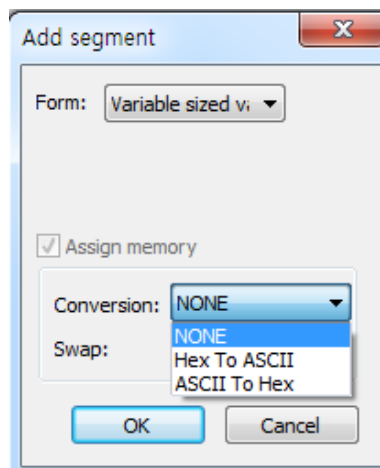 Add segment
Form: Variable sized
Assign memory
Conversion: NONE
NONE
Swap:
Hex To ASCII
ASCII To Hex
OK Cancel